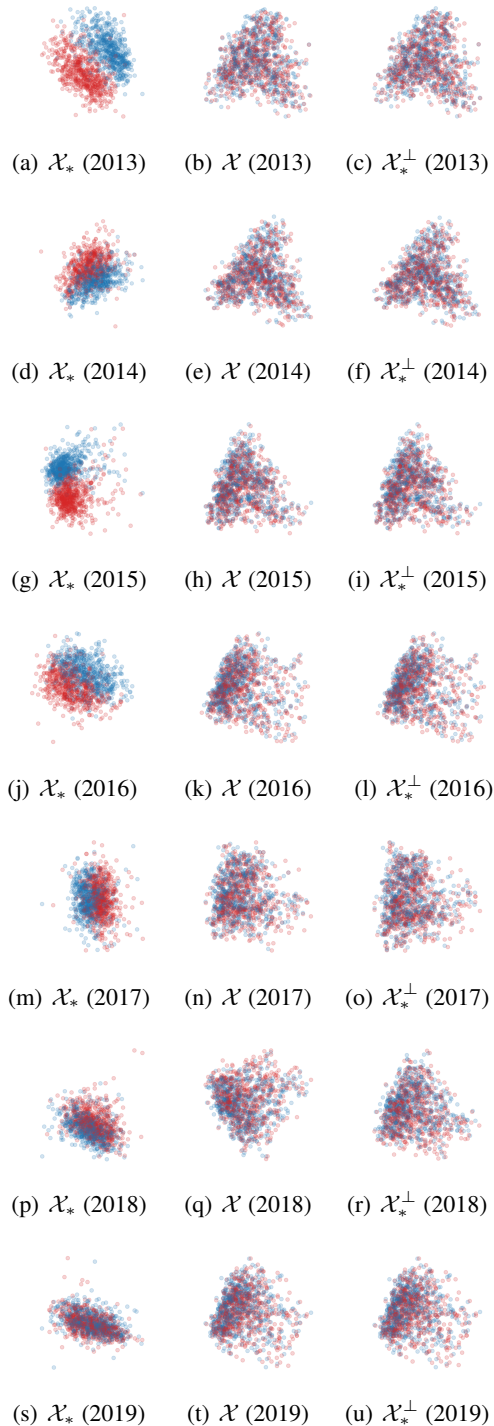 (a) 𝒳∗ (2013) (b) 𝒳 (2013) (c) 𝒳∗⊥ (2013)
(d) 𝒳∗ (2014) (e) 𝒳 (2014) (f) 𝒳∗⊥ (2014)
(g) 𝒳∗ (2015) (h) 𝒳 (2015) (i) 𝒳∗⊥ (2015)
(j) 𝒳∗ (2016) (k) 𝒳 (2016) (l) 𝒳∗⊥ (2016)
(m) 𝒳∗ (2017) (n) 𝒳 (2017) (o) 𝒳∗⊥ (2017)
(p) 𝒳∗ (2018) (q) 𝒳 (2018) (r) 𝒳∗⊥ (2018)
(s) 𝒳∗ (2019) (t) 𝒳 (2019) (u) 𝒳∗⊥ (2019)